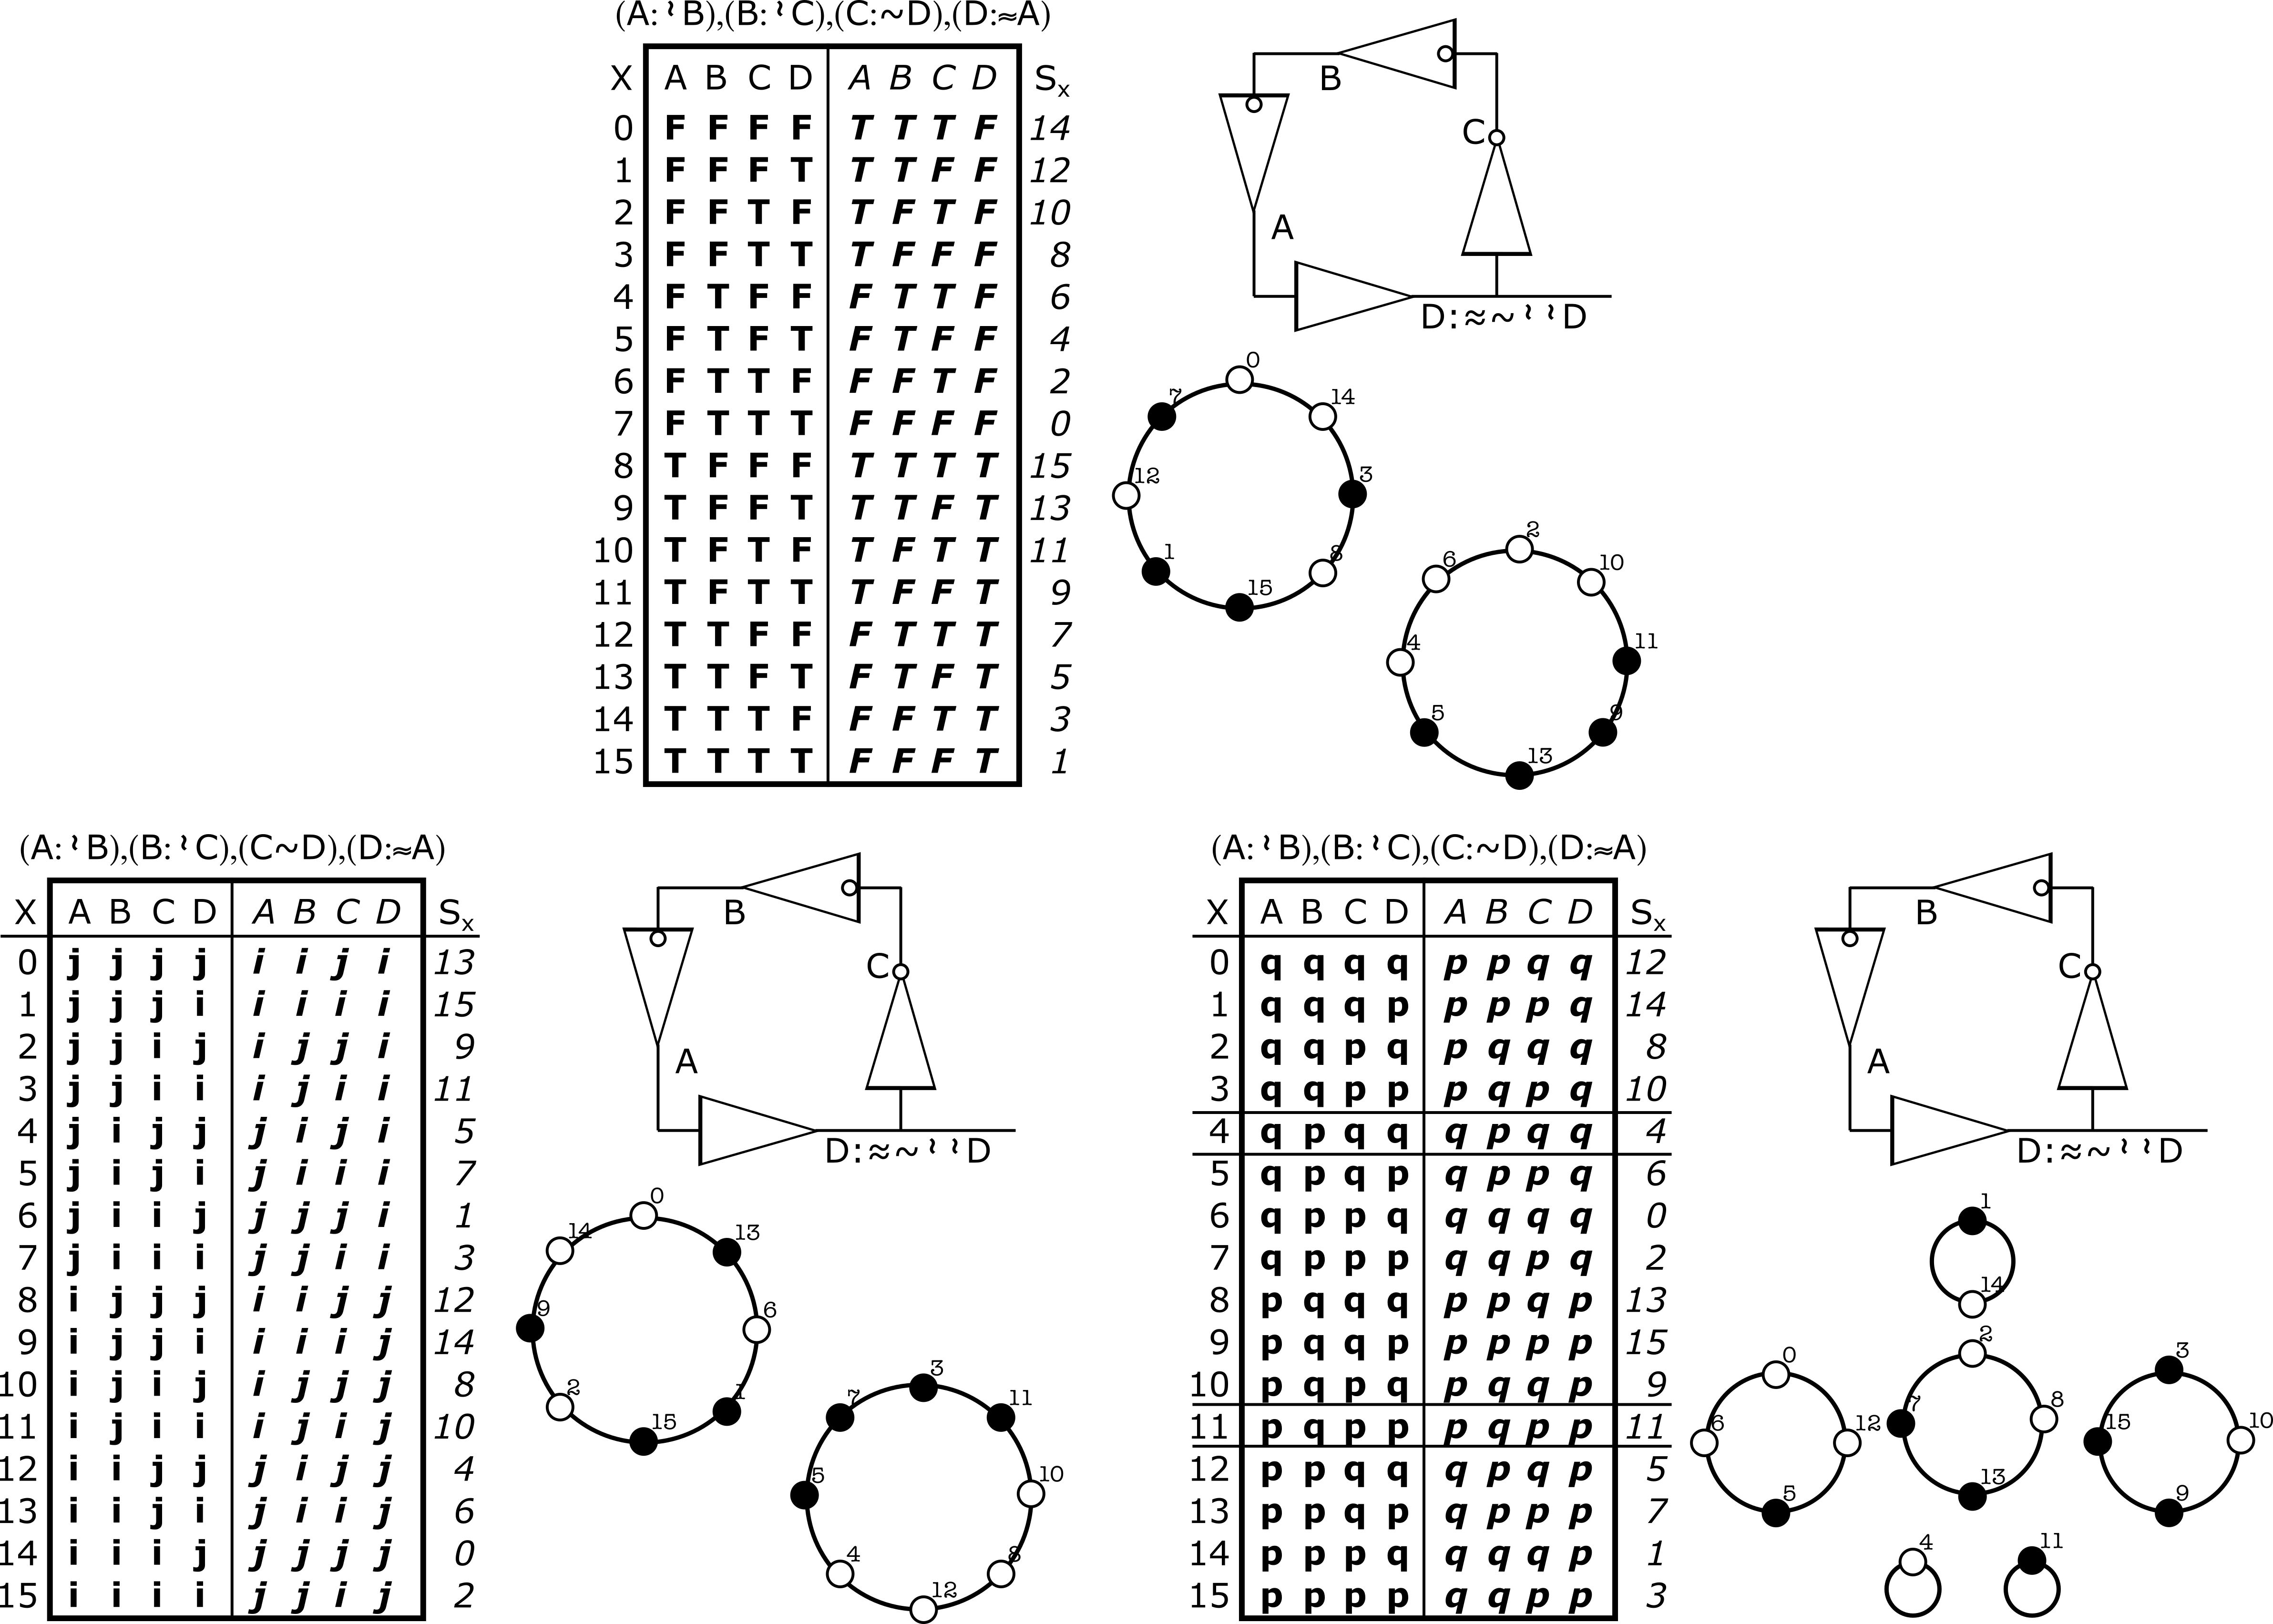 (A:≀B),(B:≀C),(C:~D),(D:≈A)
X A B C D A B C D Sx
0 F F F F T T T F 14
1 F F F T T T F F 12
2 F F T F T F T F 10
3 F F T T T F F F 8
4 F T F F F T T F 6
5 F T F T F T F F 4
6 F T T F F F T F 2
7 F T T T F F F F 0
8 T F F F T T T T 15
9 T F F T T T F T 13
10 T F T F T F T T 11
11 T F T T T F F T 9
12 T T F F F T T T 7
13 T T F T F T F T 5
14 T T T F F F T T 3
15 T T T T F F F T 1
B
C
A
D:≈~≀≀D
0
7 14
12 3
1 8
15
2
6 10
4 11
5 9
13
(A:≀B),(B:≀C),(C~D),(D:≈A)
X A B C D A B C D Sx
0 j j j j i i j i 13
1 j j j i i i i i 15
2 j j i j i j j i 9
3 j j i i i j i i 11
4 j i j j j i j i 5
5 j i j i j i i i 7
6 j i i j j j j i 1
7 j i i i j j i i 3
8 i j j j i i j j 12
9 i j j i i i i j 14
10 i j i j i j j j 8
11 i j i i i j i j 10
12 i i j j j i j j 4
13 i i j i j i i j 6
14 i i i j j j j j 0
15 i i i i j j i j 2
B
C
A
D:≈~≀≀D
0
14 13
9 6
2 1
15
3
7 11
5 10
4 8
12
(A:≀B),(B:≀C),(C:~D),(D:≈A)
X A B C D A B C D Sx
0 q q q q p p q q 12
1 q q q p p p p q 14
2 q q p q p q q q 8
3 q q p p p q p q 10
4 q p q q q p q q 4
5 q p q p q p p q 6
6 q p p q q q q q 0
7 q p p p q q p q 2
8 p q q q p p q p 13
9 p q q p p p p p 15
10 p q p q p q q p 9
11 p q p p p q p p 11
12 p p q q q p q p 5
13 p p q p q p p p 7
14 p p p q q q q p 1
15 p p p p q q p p 3
B
C
A
D:≈~≀≀D
1
14
0
6 12
5
2
7 8
13
3
15 10
9
4
11